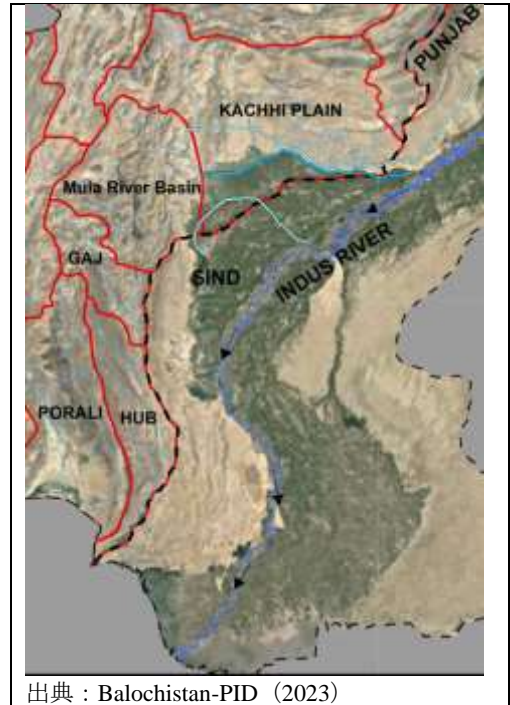 PUNJAB
KACHHI PLAIN
Mula River Basin
GAJ
SIND
INDUS RIVER
PORALI
HUB
出典：Balochistan-PID（2023）